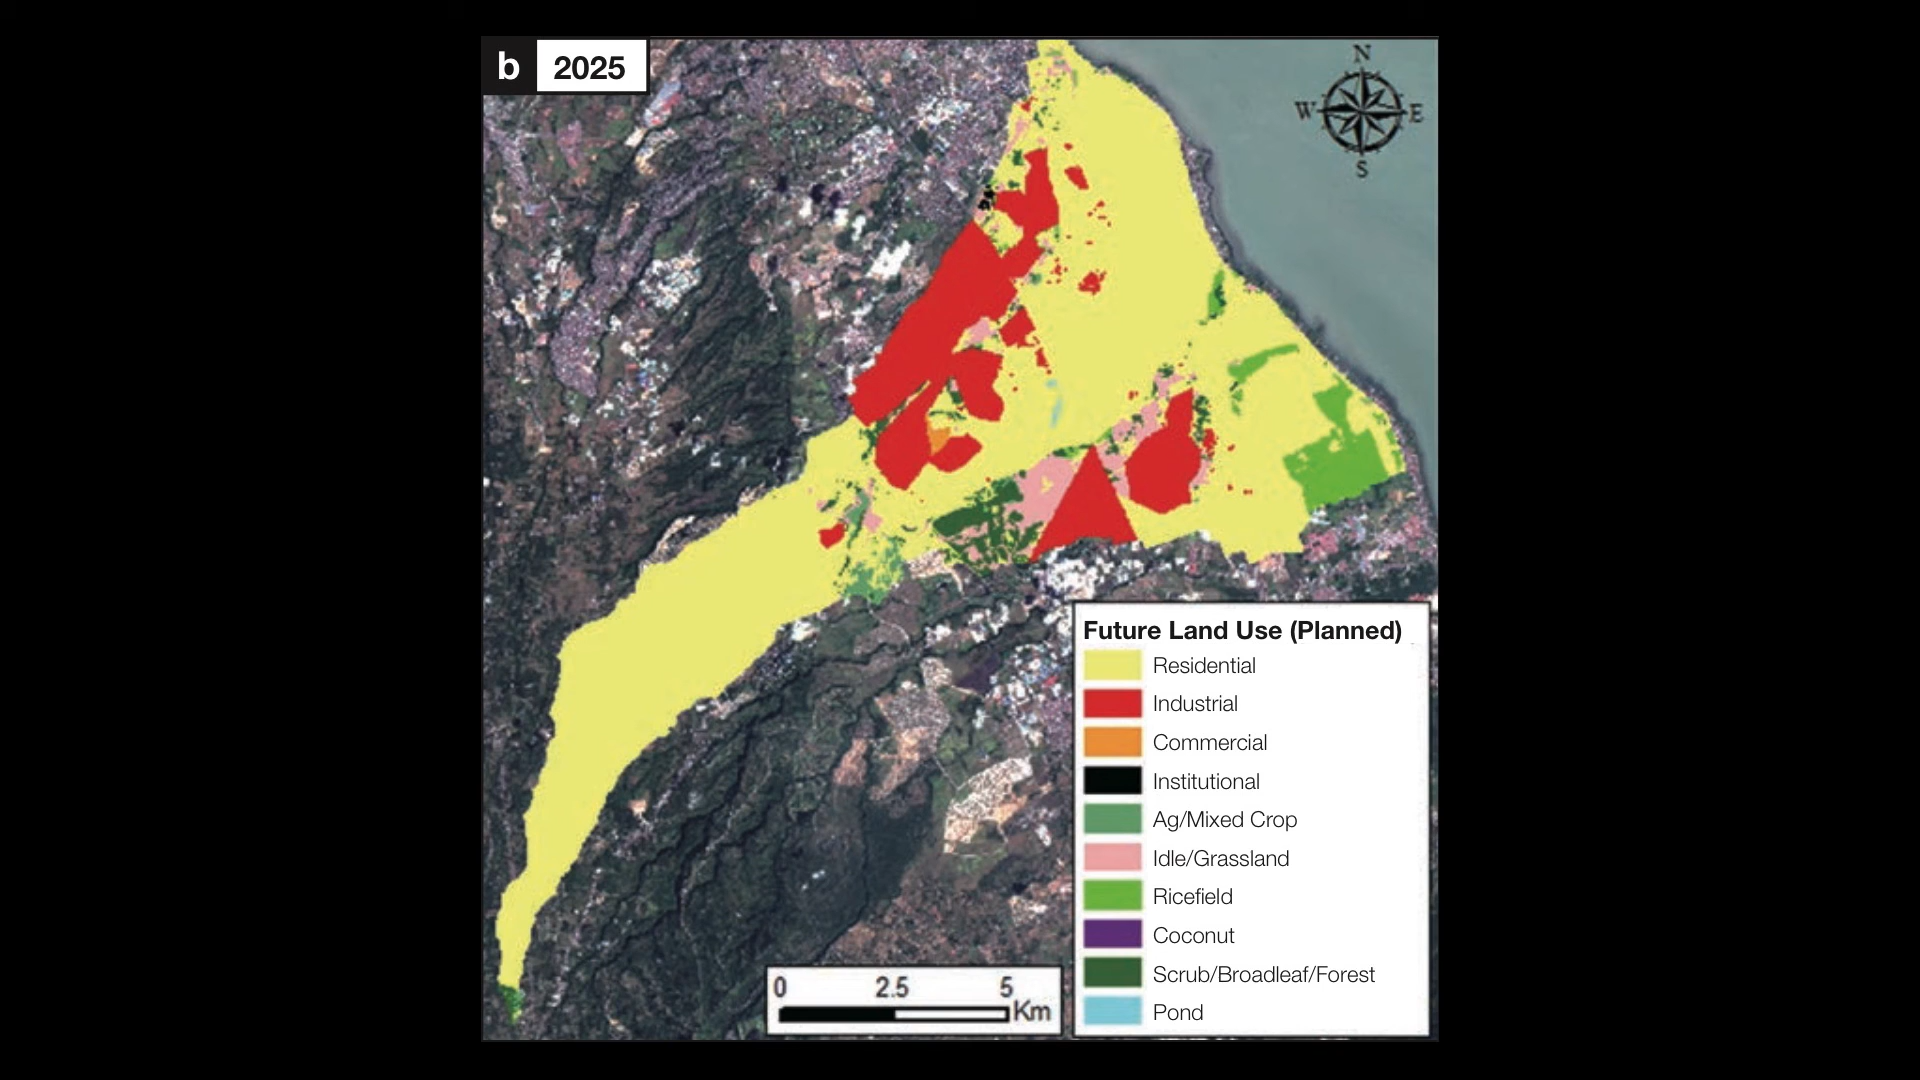 b 2025
N
W E
S
Future Land Use (Planned)
Residential
Industrial
Commercial
Institutional
Ag/Mixed Crop
Idle/Grassland
Ricefield
Coconut
Scrub/Broadleaf/Forest
Pond
0 2.5 5
Km